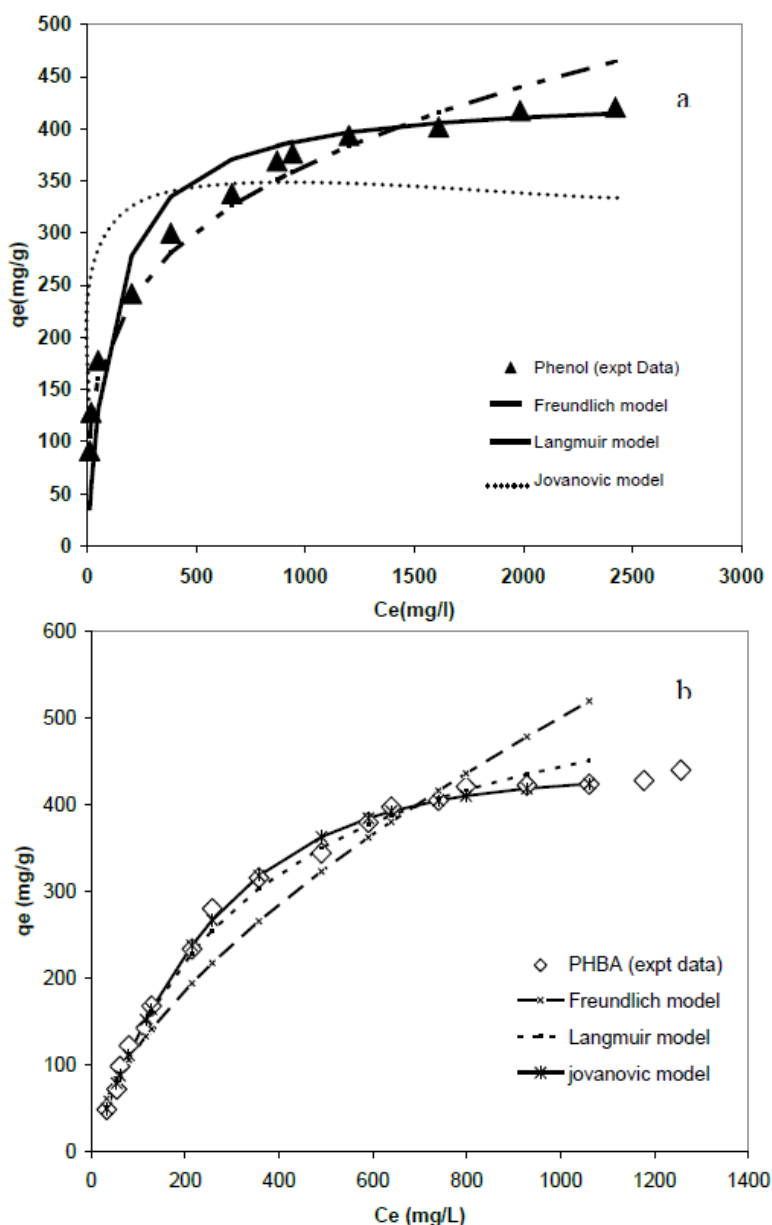 500
450
400
350
300
250
200
150
100
50
0
qe(mg/g)
a
Phenol (expt Data)
Freundlich model
Langmuir model
Jovanovic model
0 500 1000 1500 2000 2500 3000
Ce(mg/l)
600
500
400
300
200
100
0
qe (mg/g)
b
PHBA (expt data)
Freundlich model
Langmuir model
jovanovic model
0 200 400 600 800 1000 1200 1400
Ce (mg/L)